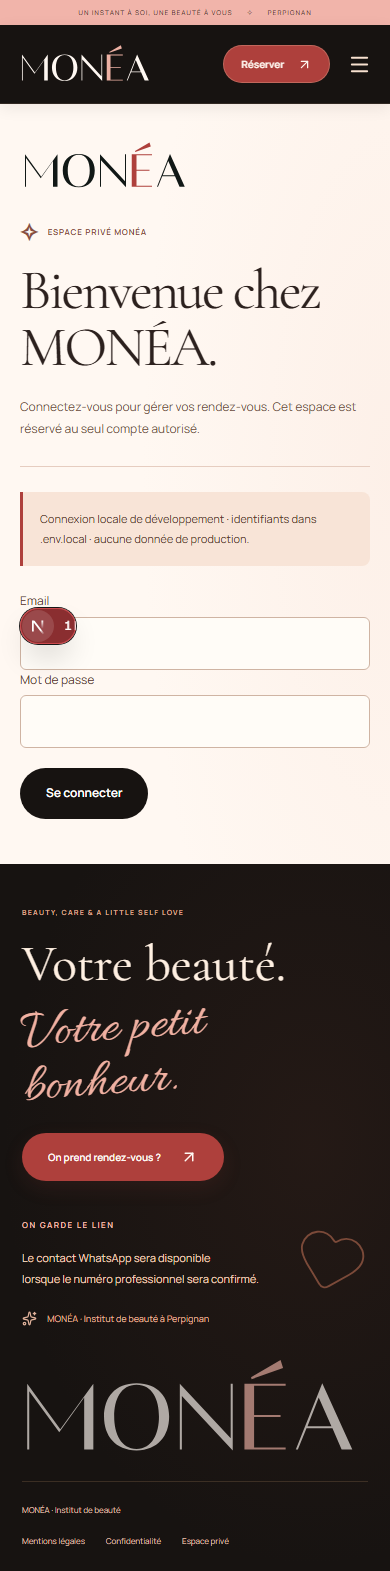 UN INSTANT À SOI, UNE BEAUTÉ À VOUS ✧ PERPIGNAN
MONÉA
Réserver
MONÉA
ESPACE PRIVÉ MONÉA
Bienvenue chez
MONÉA.
Connectez-vous pour gérer vos rendez-vous. Cet espace est
réservé au seul compte autorisé.
Connexion locale de développement · identifiants dans
.env.local · aucune donnée de production.
Email
N 1
Mot de passe
Se connecter
BEAUTY, CARE & A LITTLE SELF LOVE
Votre beauté.
Votre petit
bonheur.
On prend rendez-vous ?
ON GARDE LE LIEN
Le contact WhatsApp sera disponible
lorsque le numéro professionnel sera confirmé.
MONÉA · Institut de beauté à Perpignan
MONÉA
MONÉA · Institut de beauté
Mentions légales Confidentialité Espace privé